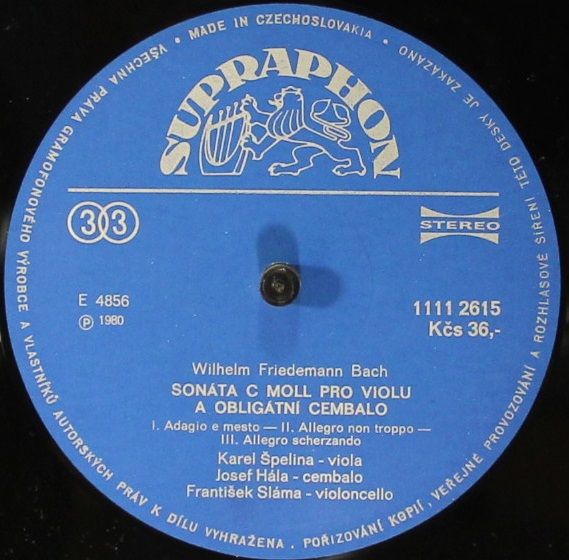 VŠECHNA PRÁVA GRAMOFONOVÉHO VÝROBCE A VLASTNÍKŮ AUTORSKÝCH PRÁV K DÍLU VYHRAŽENA. POŘIZOVÁNÍ KOPIÍ, VEŘEJNÉ PROVOZOVÁNÍ A ROZHLASOVÉ ŠÍŘENÍ TÉTO DESKY JE ZAKÁZÁNO
• MADE IN CZECHOSLOVAKIA •
SUPRAPHON
33
STEREO
E 4856
1111 2615
Ⓟ 1980
Kčs 36,-
Wilhelm Friedemann Bach
SONÁTA C MOLL PRO VIOLU
A OBLIGÁTNÍ CEMBALO
I. Adagio e mesto — II. Allegro non troppo —
III. Allegro scherzando
Karel Špelina - viola
Josef Hála - cembalo
František Sláma - violoncello